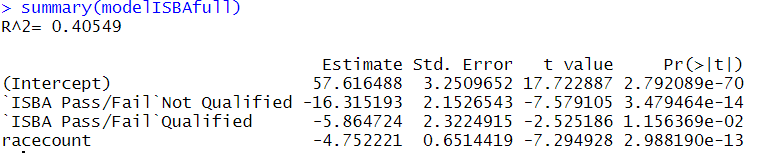 > summary(modelISBAfull)
R^2= 0.40549
Estimate Std. Error t value Pr(>|t|)
(Intercept) 57.616488 3.2509652 17.722887 2.792089e-70
`ISBA Pass/Fail`Not Qualified -16.315193 2.1526543 -7.579105 3.479464e-14
`ISBA Pass/Fail`Qualified -5.864724 2.3224915 -2.525186 1.156369e-02
racecount -4.752221 0.6514419 -7.294928 2.988190e-13